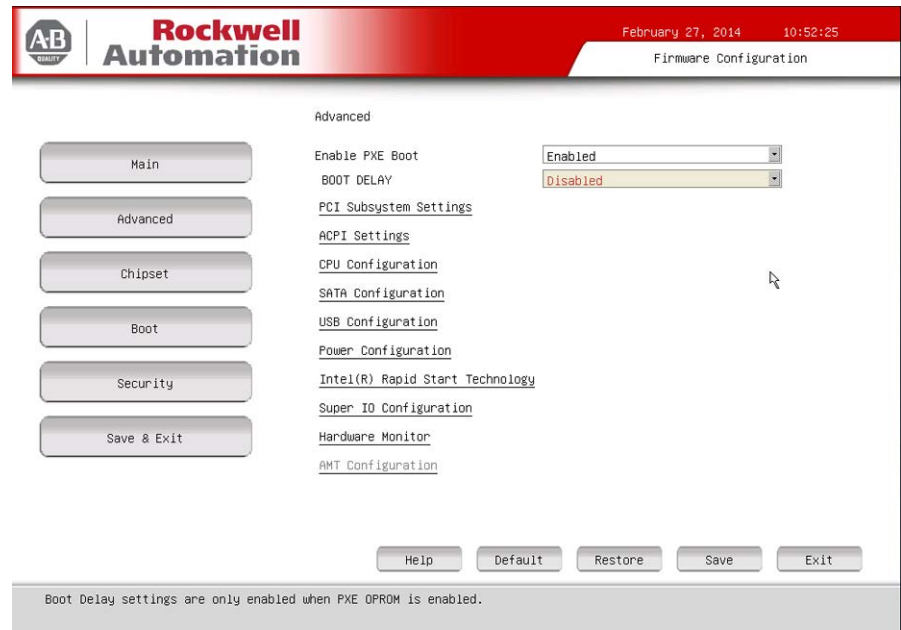 A-B
QUALITY
Rockwell
Automation
February 27, 2014 10:52:25
Firmware Configuration
Main
Advanced
Chipset
Boot
Security
Save & Exit
Advanced
Enable PXE Boot Enabled
BOOT DELAY Disabled
PCI Subsystem Settings
ACPI Settings
CPU Configuration
SATA Configuration
USB Configuration
Power Configuration
Intel(R) Rapid Start Technology
Super IO Configuration
Hardware Monitor
AMT Configuration
Help Default Restore Save Exit
Boot Delay settings are only enabled when PXE OPROM is enabled.